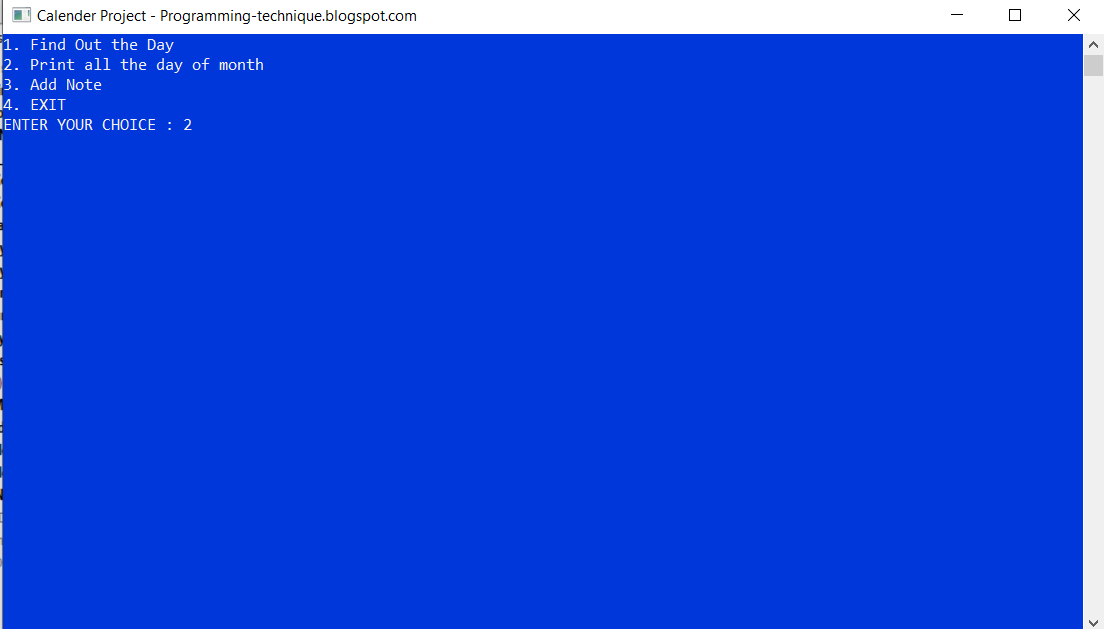 Calender Project - Programming-technique.blogspot.com
1. Find Out the Day
2. Print all the day of month
3. Add Note
4. EXIT
ENTER YOUR CHOICE : 2